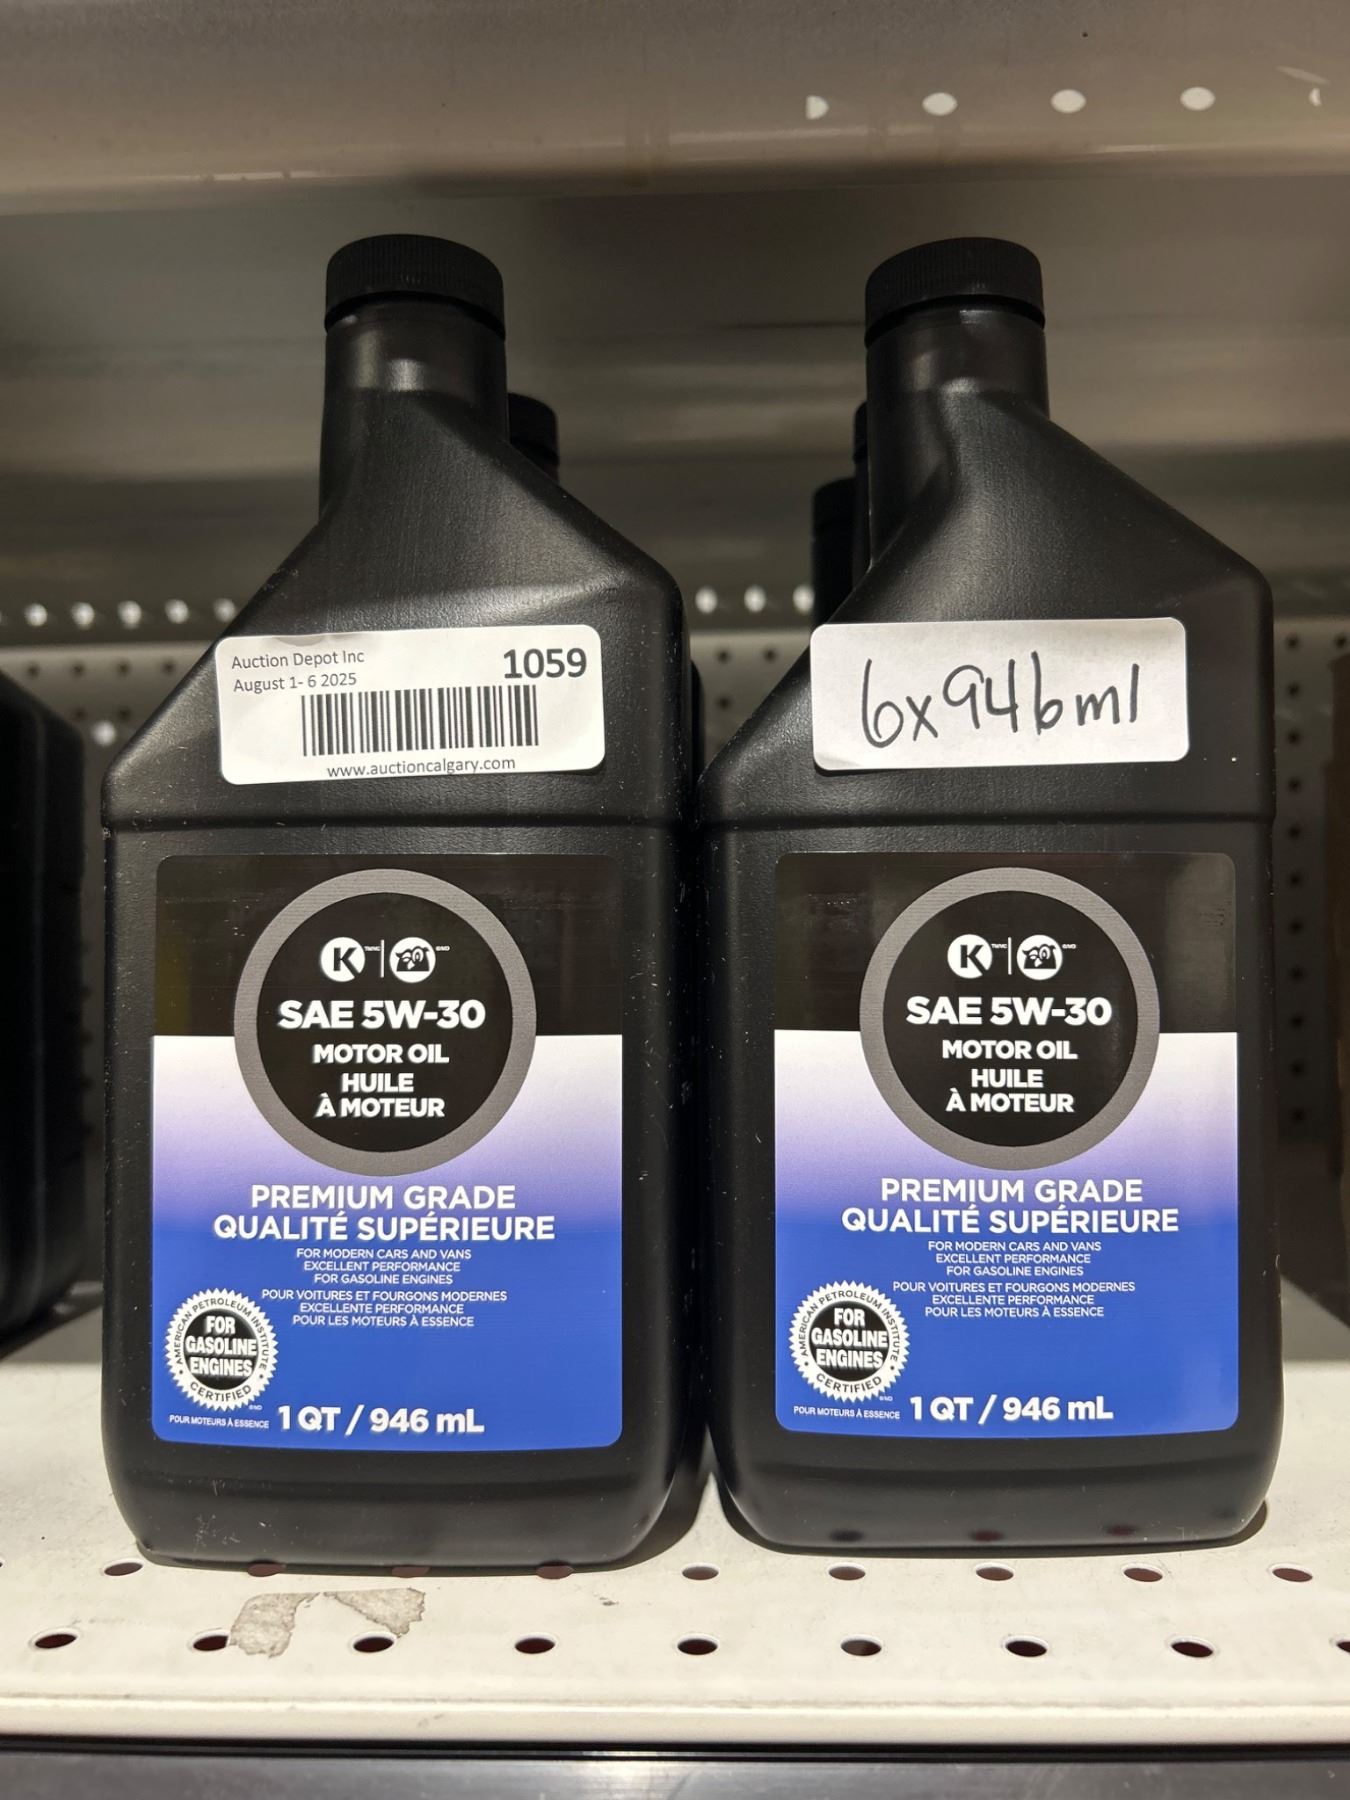 Auction Depot Inc
1059
August 1- 6 2025
www.auctioncalgary.com
K
SAE 5W-30
MOTOR OIL
HUILE
À MOTEUR
PREMIUM GRADE
QUALITÉ SUPÉRIEURE
FOR MODERN CARS AND VANS
EXCELLENT PERFORMANCE
FOR GASOLINE ENGINES
POUR VOITURES ET FOURGONS MODERNES
EXCELLENTE PERFORMANCE
POUR LES MOTEURS À ESSENCE
AMERICAN PETROLEUM INSTITUTE
FOR
GASOLINE
ENGINES
CERTIFIED
POUR MOTEURS À ESSENCE
1 QT / 946 mL
6x946ml
K
SAE 5W-30
MOTOR OIL
HUILE
À MOTEUR
PREMIUM GRADE
QUALITÉ SUPÉRIEURE
FOR MODERN CARS AND VANS
EXCELLENT PERFORMANCE
FOR GASOLINE ENGINES
POUR VOITURES ET FOURGONS MODERNES
EXCELLENTE PERFORMANCE
POUR LES MOTEURS À ESSENCE
AMERICAN PETROLEUM INSTITUTE
FOR
GASOLINE
ENGINES
CERTIFIED
POUR MOTEURS À ESSENCE
1 QT / 946 mL